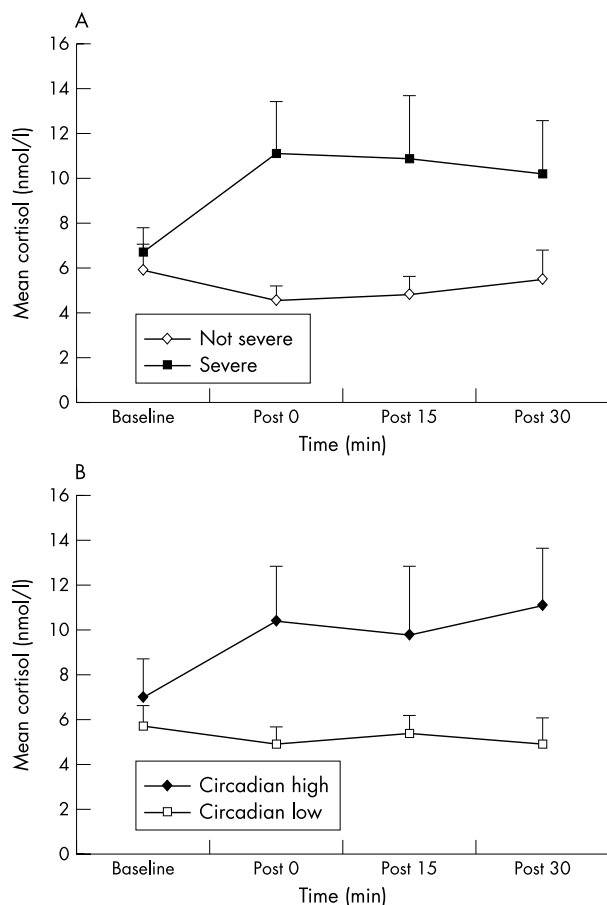 A
16
14
12
10
8
6
4
2
0
Mean cortisol (nmol/l)
Not severe
Severe
Baseline Post 0 Post 15 Post 30
Time (min)
B
16
14
12
10
8
6
4
2
0
Mean cortisol (nmol/l)
Circadian high
Circadian low
Baseline Post 0 Post 15 Post 30
Time (min)